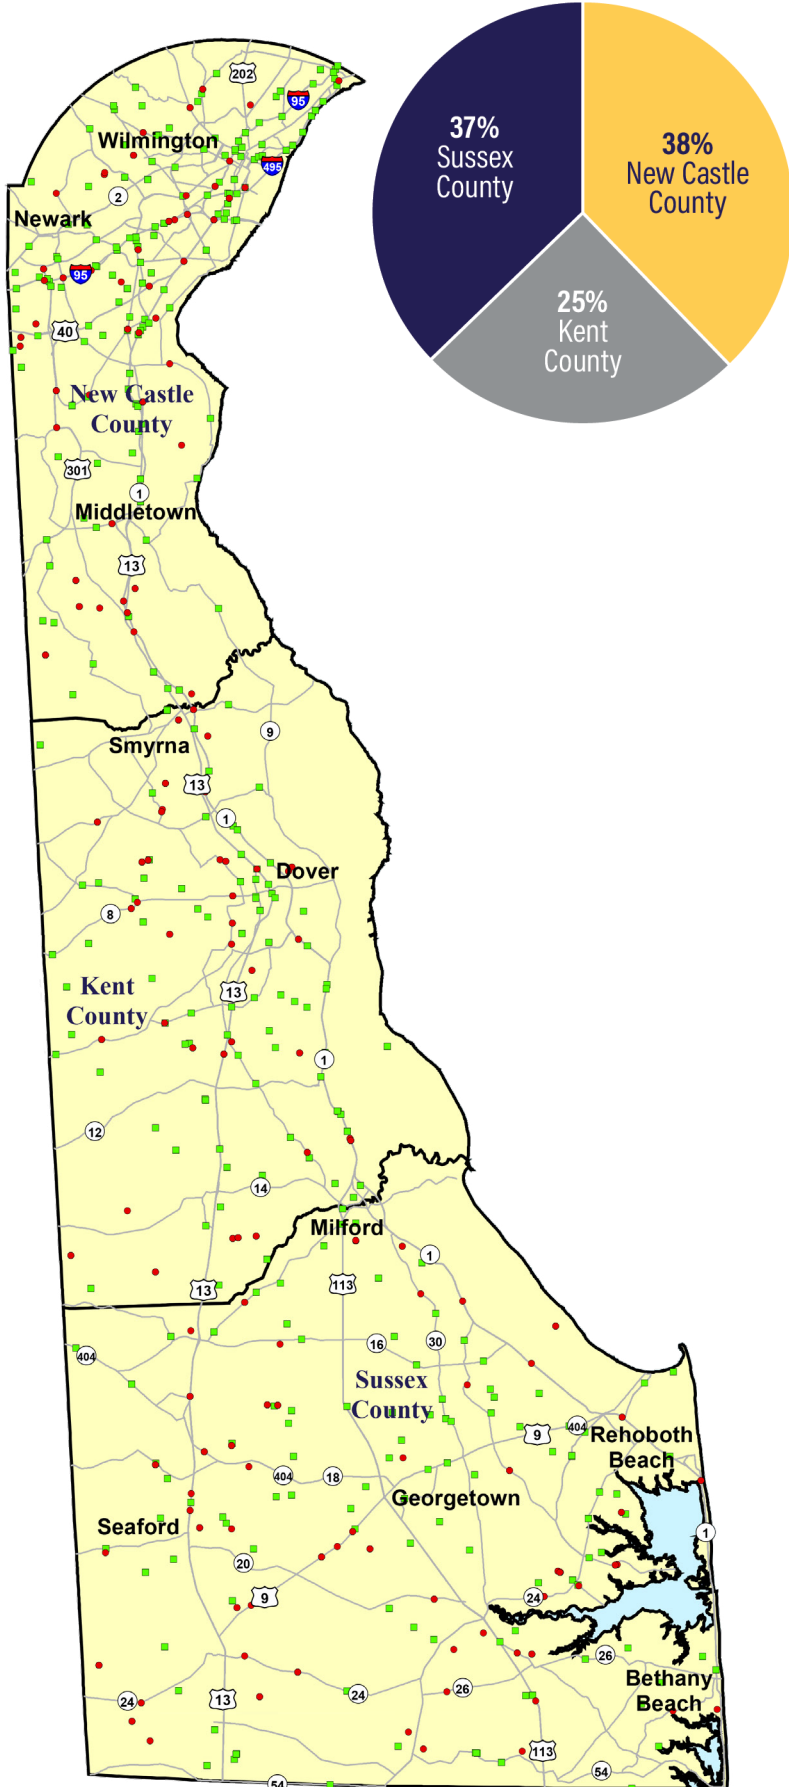 202
95
Wilmington
495
2
Newark
95
40
New Castle
County
301
1
Middletown
13
37%
Sussex
County
38%
New Castle
County
25%
Kent
County
9
Smyrna
13
1
Dover
8
Kent
County
13
1
12
14
Milford
1
13
113
404
16
30
Sussex
County
9
404
Rehoboth
Beach
404
18
Georgetown
Seaford
1
20
9
24
26
Bethany
Beach
24
13
24
26
113
54
54